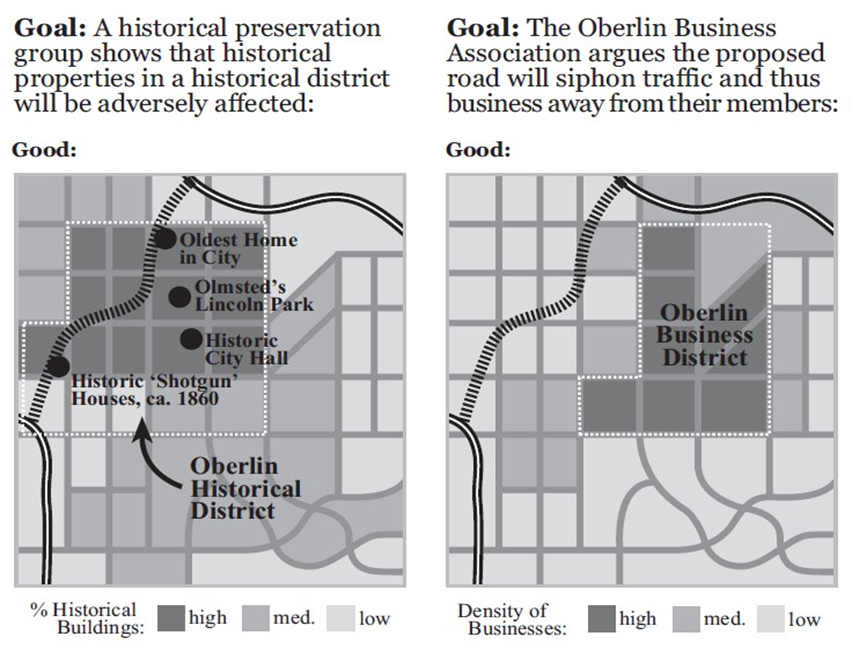 Goal: A historical preservation
group shows that historical
properties in a historical district
will be adversely affected:
Good:
Oldest Home
in City
Olmsted's
Lincoln Park
Historic
City Hall
Historic 'Shotgun'
Houses, ca. 1860
Oberlin
Historical
District
% Historical
Buildings:
high
med.
low
Goal: The Oberlin Business
Association argues the proposed
road will siphon traffic and thus
business away from their members:
Good:
Oberlin
Business
District
Density of
Businesses:
high
med.
low